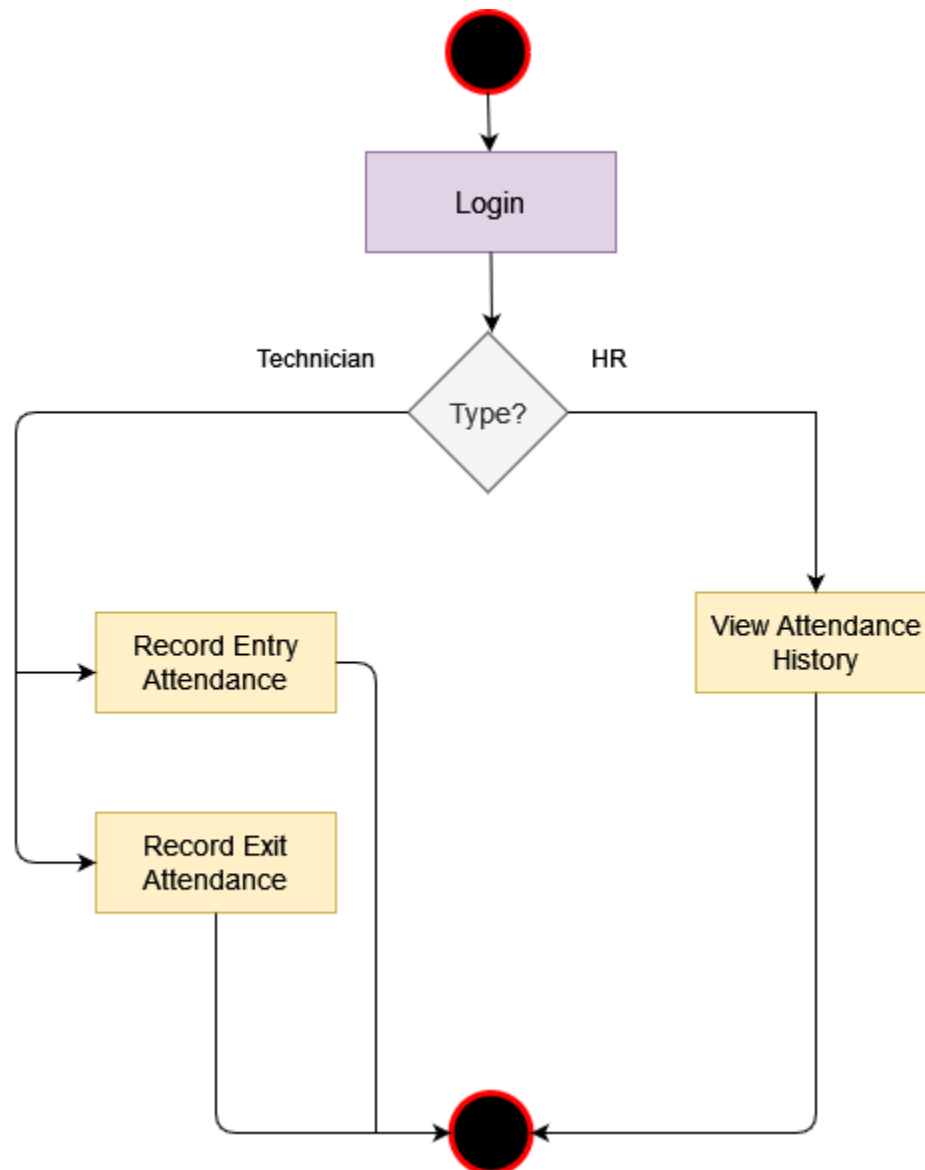 Login
Technician
HR
Type?
Record Entry
Attendance
View Attendance
History
Record Exit
Attendance